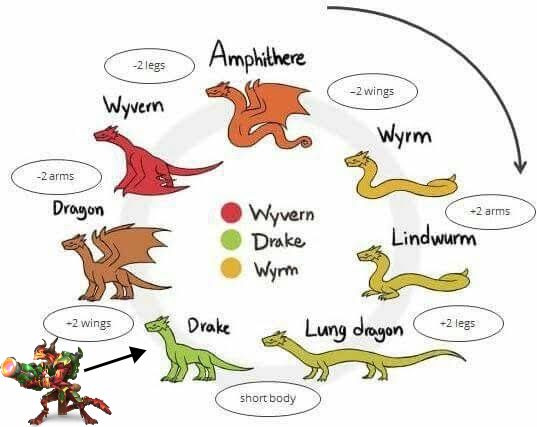 Amphithere
-2 legs
-2 wings
Wyvern
Wyrm
-2 arms
+2 arms
Dragon
Wyvern
Drake
Wyrm
Lindwurm
+2 wings
Drake
Lung dragon
+2 legs
short body